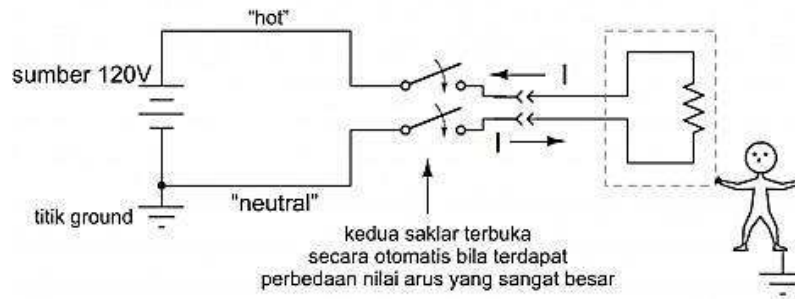 "hot"
sumber 120V
I
I
titik ground
"neutral"
kedua saklar terbuka
secara otomatis bila terdapat
perbedaan nilai arus yang sangat besar